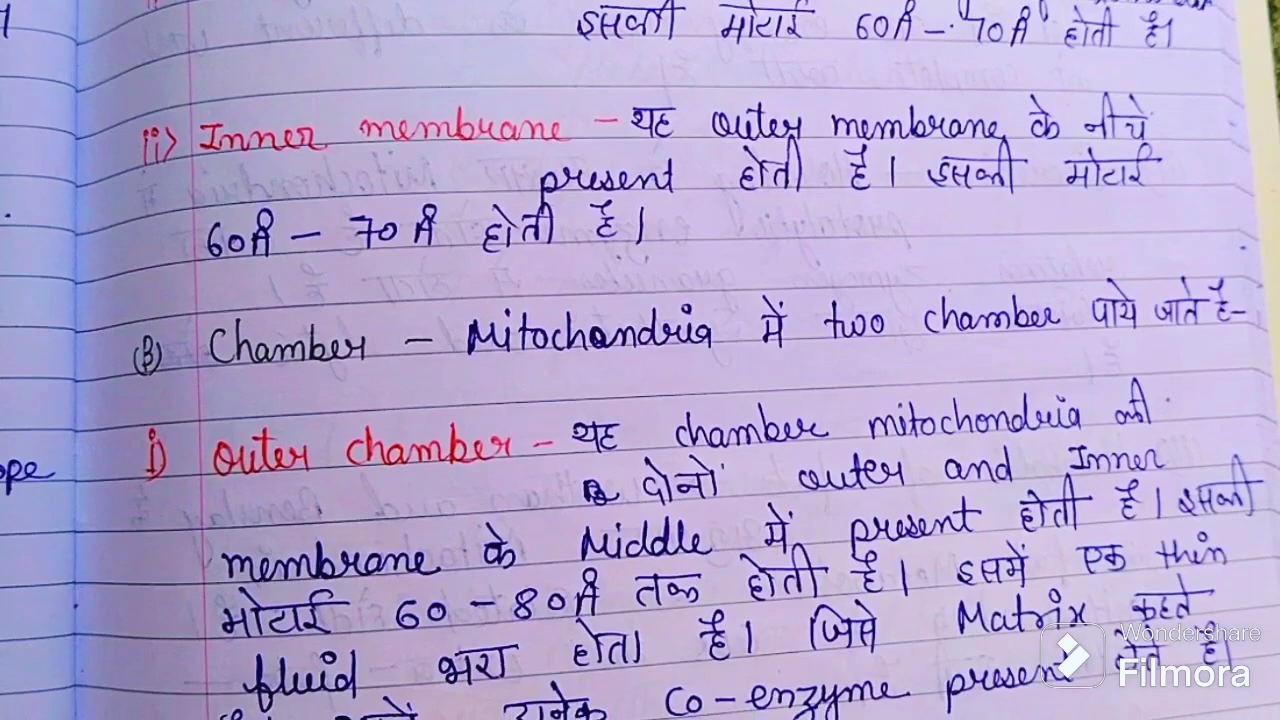 इसकी मोटाई 60Å - 70Å होती है।
ii> Inner membrane - यह outer membrane के नीचे
present होती है। इसकी मोटाई
60Å - 70Å होती है।
(B) Chamber - Mitochondria में two chamber पाये जाते है-
i) outer chamber - यह chamber mitochondria की
दोनों outer and Inner
ope
membrane के Middle में present होती है। इसकी
मोटाई 60-80Å तक होती है। इसमें एक thin
fluid भरा होता है। जिसे Matrix कहते
अनेक Co-enzyme present होते है।
Wondershare
Filmora